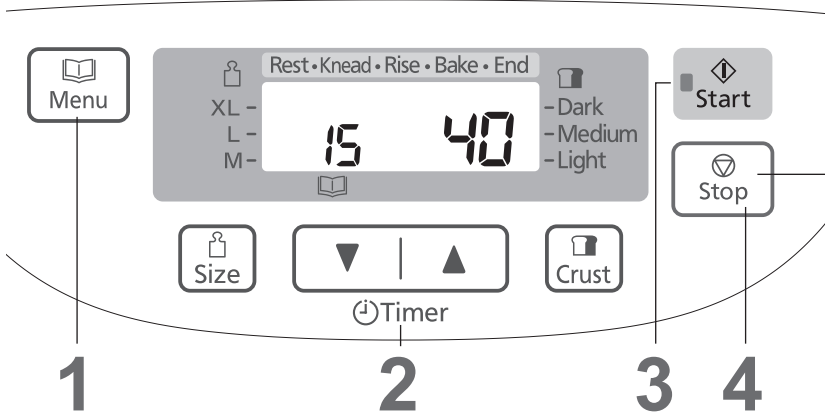 Menu
Rest • Knead • Rise • Bake • End
XL –
L –
M –
15 40
– Dark
– Medium
– Light
Start
Stop
Size
Crust
Timer
1
2
3
4